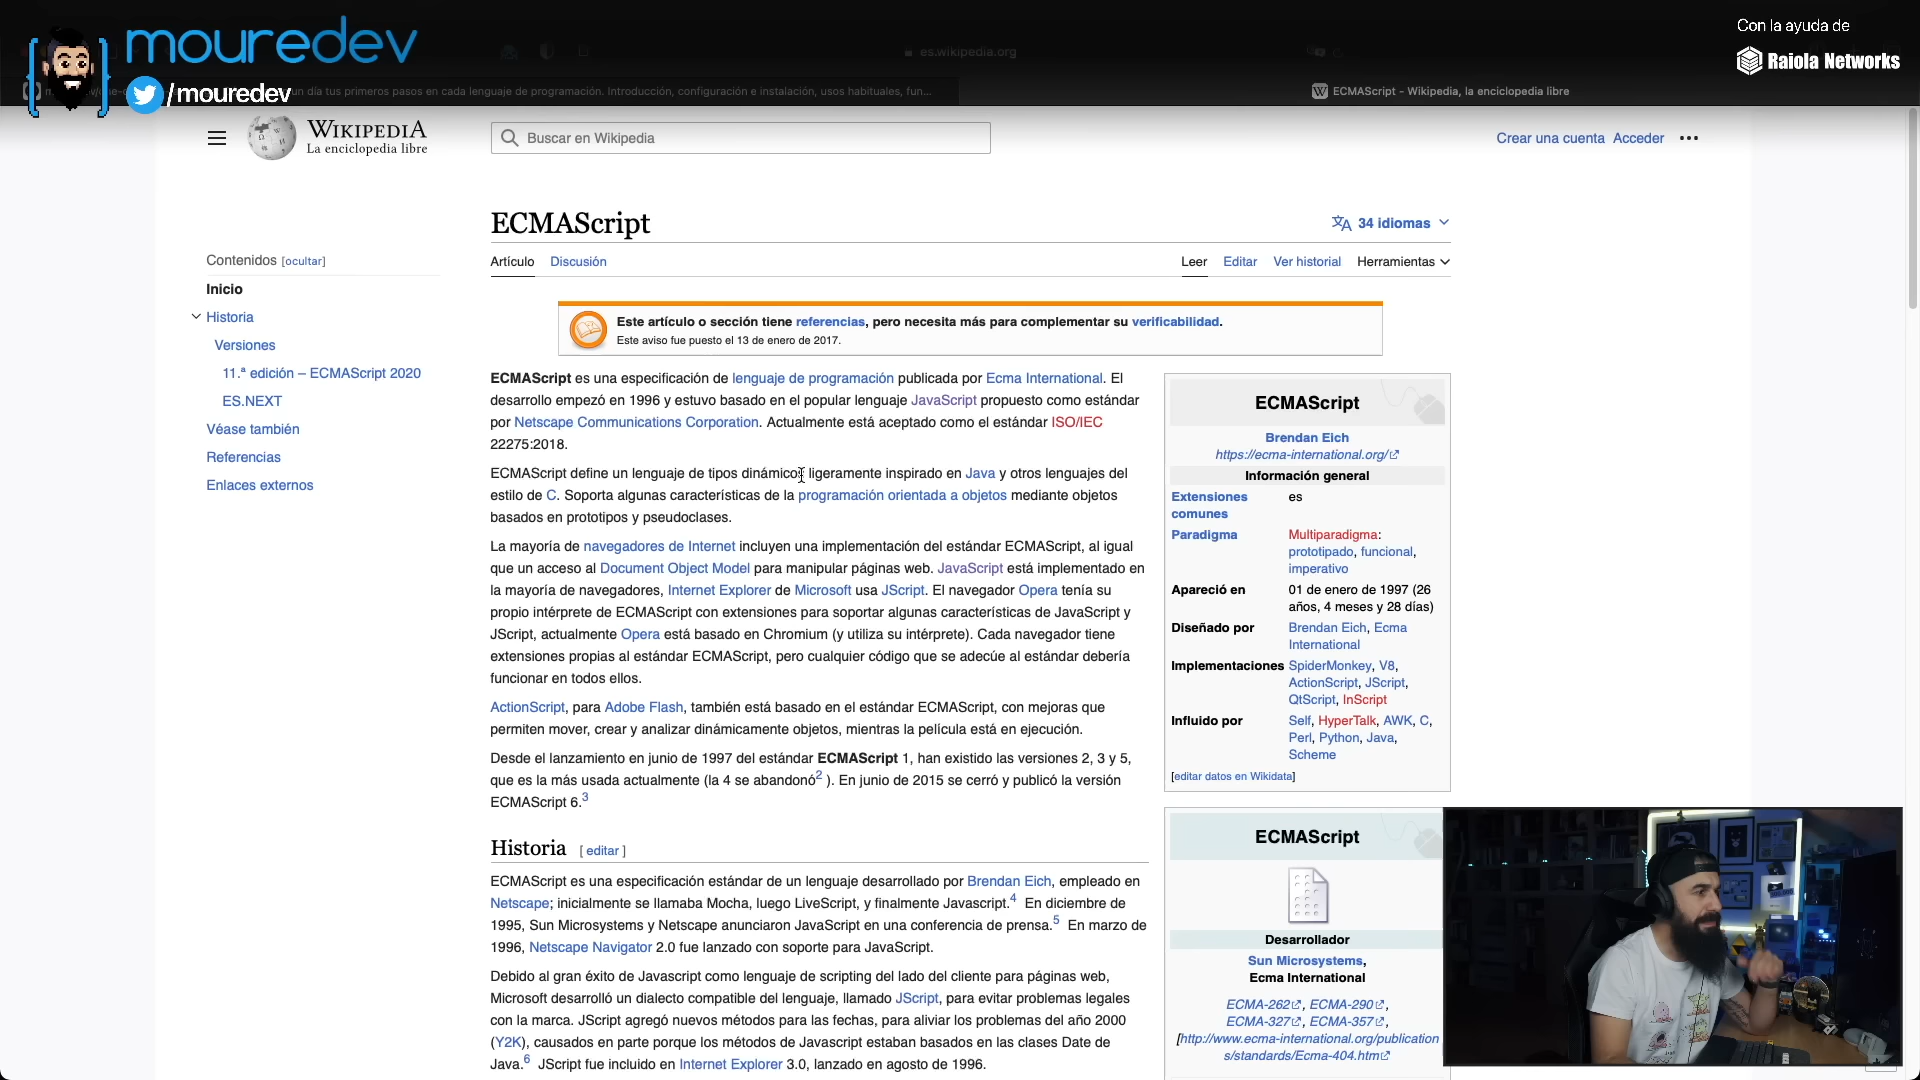 mouredev
/mouredev
Con la ayuda de
Raiola Networks
es.wikipedia.org
un día tus primeros pasos en cada lenguaje de programación. Introducción, configuración e instalación, usos habituales, fun...
ECMAScript - Wikipedia, la enciclopedia libre
WIKIPEDIA
La enciclopedia libre
Buscar en Wikipedia
Crear una cuenta Acceder
ECMAScript
34 idiomas
Artículo Discusión
Leer Editar Ver historial Herramientas
Contenidos [ocultar]
Inicio
Historia
Versiones
11.ª edición – ECMAScript 2020
ES.NEXT
Véase también
Referencias
Enlaces externos
Este artículo o sección tiene referencias, pero necesita más para complementar su verificabilidad.
Este aviso fue puesto el 13 de enero de 2017.
ECMAScript es una especificación de lenguaje de programación publicada por Ecma International. El
desarrollo empezó en 1996 y estuvo basado en el popular lenguaje JavaScript propuesto como estándar
por Netscape Communications Corporation. Actualmente está aceptado como el estándar ISO/IEC
22275:2018.
ECMAScript define un lenguaje de tipos dinámicos ligeramente inspirado en Java y otros lenguajes del
estilo de C. Soporta algunas características de la programación orientada a objetos mediante objetos
basados en prototipos y pseudoclases.
La mayoría de navegadores de Internet incluyen una implementación del estándar ECMAScript, al igual
que un acceso al Document Object Model para manipular páginas web. JavaScript está implementado en
la mayoría de navegadores, Internet Explorer de Microsoft usa JScript. El navegador Opera tenía su
propio intérprete de ECMAScript con extensiones para soportar algunas características de JavaScript y
JScript, actualmente Opera está basado en Chromium (y utiliza su intérprete). Cada navegador tiene
extensiones propias al estándar ECMAScript, pero cualquier código que se adecúe al estándar debería
funcionar en todos ellos.
ActionScript, para Adobe Flash, también está basado en el estándar ECMAScript, con mejoras que
permiten mover, crear y analizar dinámicamente objetos, mientras la película está en ejecución.
Desde el lanzamiento en junio de 1997 del estándar ECMAScript 1, han existido las versiones 2, 3 y 5,
que es la más usada actualmente (la 4 se abandonó2 ). En junio de 2015 se cerró y publicó la versión
ECMAScript 6.3
Historia [ editar ]
ECMAScript es una especificación estándar de un lenguaje desarrollado por Brendan Eich, empleado en
Netscape; inicialmente se llamaba Mocha, luego LiveScript, y finalmente Javascript.4 En diciembre de
1995, Sun Microsystems y Netscape anunciaron JavaScript en una conferencia de prensa.5 En marzo de
1996, Netscape Navigator 2.0 fue lanzado con soporte para JavaScript.
Debido al gran éxito de Javascript como lenguaje de scripting del lado del cliente para páginas web,
Microsoft desarrolló un dialecto compatible del lenguaje, llamado JScript, para evitar problemas legales
con la marca. JScript agregó nuevos métodos para las fechas, para aliviar los problemas del año 2000
(Y2K), causados en parte porque los métodos de Javascript estaban basados en las clases Date de
Java.6 JScript fue incluido en Internet Explorer 3.0, lanzado en agosto de 1996.
ECMAScript
Brendan Eich
https://ecma-international.org/
Información general
Extensiones comunes es
Paradigma Multiparadigma:
prototipado, funcional,
imperativo
Apareció en 01 de enero de 1997 (26
años, 4 meses y 28 días)
Diseñado por Brendan Eich, Ecma
International
Implementaciones SpiderMonkey, V8,
ActionScript, JScript,
QtScript, InScript
Influido por Self, HyperTalk, AWK, C,
Perl, Python, Java,
Scheme
[editar datos en Wikidata]
ECMAScript
Desarrollador
Sun Microsystems,
Ecma International
ECMA-262, ECMA-290,
ECMA-327, ECMA-357,
[http://www.ecma-international.org/publication
s/standards/Ecma-404.htm